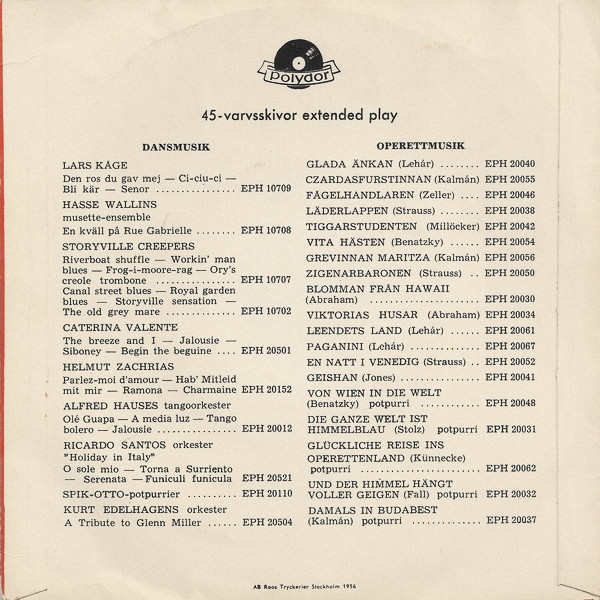 Polydor
45-varvsskivor extended play
DANSMUSIK
LARS KÅGE
Den ros du gav mej — Ci-ciu-ci —
Bli kär — Senor ................ EPH 10709
HASSE WALLINS
musette-ensemble
En kväll på Rue Gabrielle ........ EPH 10708
STORYVILLE CREEPERS
Riverboat shuffle — Workin' man
blues — Frog-i-moore-rag — Ory's
creole trombone ................ EPH 10707
Canal street blues — Royal garden
blues — Storyville sensation —
The old grey mare .............. EPH 10702
CATERINA VALENTE
The breeze and I — Jalousie —
Siboney — Begin the beguine .... EPH 20501
HELMUT ZACHRIAS
Parlez-moi d'amour — Hab' Mitleid
mit mir — Ramona — Charmaine EPH 20152
ALFRED HAUSES tangoorkester
Olé Guapa — A media luz — Tango
bolero — Jalousie ................ EPH 20012
RICARDO SANTOS orkester
"Holiday in Italy"
O sole mio — Torna a Surriento
— Serenata — Funiculi funicula EPH 20521
SPIK-OTTO-potpurrier .......... EPH 20110
KURT EDELHAGENS orkester
A Tribute to Glenn Miller ...... EPH 20504
OPERETTMUSIK
GLADA ÄNKAN (Lehár) ........ EPH 20040
CZARDASFURSTINNAN (Kalmán) EPH 20055
FÅGELHANDLAREN (Zeller) .... EPH 20046
LÄDERLAPPEN (Strauss) ...... EPH 20038
TIGGARSTUDENTEN (Millöcker) EPH 20042
VITA HÄSTEN (Benatzky) ...... EPH 20054
GREVINNAN MARITZA (Kalmán) EPH 20056
ZIGENARBARONEN (Strauss) .. EPH 20050
BLOMMAN FRÅN HAWAII
(Abraham) .................... EPH 20030
VIKTORIAS HUSAR (Abraham) EPH 20034
LEENDETS LAND (Lehár) ...... EPH 20061
PAGANINI (Lehár) ............ EPH 20067
EN NATT I VENEDIG (Strauss) .. EPH 20052
GEISHAN (Jones) .............. EPH 20041
VON WIEN IN DIE WELT
(Benatzky) potpurri .......... EPH 20048
DIE GANZE WELT IST
HIMMELBLAU (Stolz) potpurri EPH 20031
GLÜCKLICHE REISE INS
OPERETTENLAND (Künnecke)
potpurri .................... EPH 20062
UND DER HIMMEL HÄNGT
VOLLER GEIGEN (Fall) potpurri EPH 20032
DAMALS IN BUDABEST
(Kalmán) potpurri ............ EPH 20037
AB Roos Tryckerier Stockholm 1956